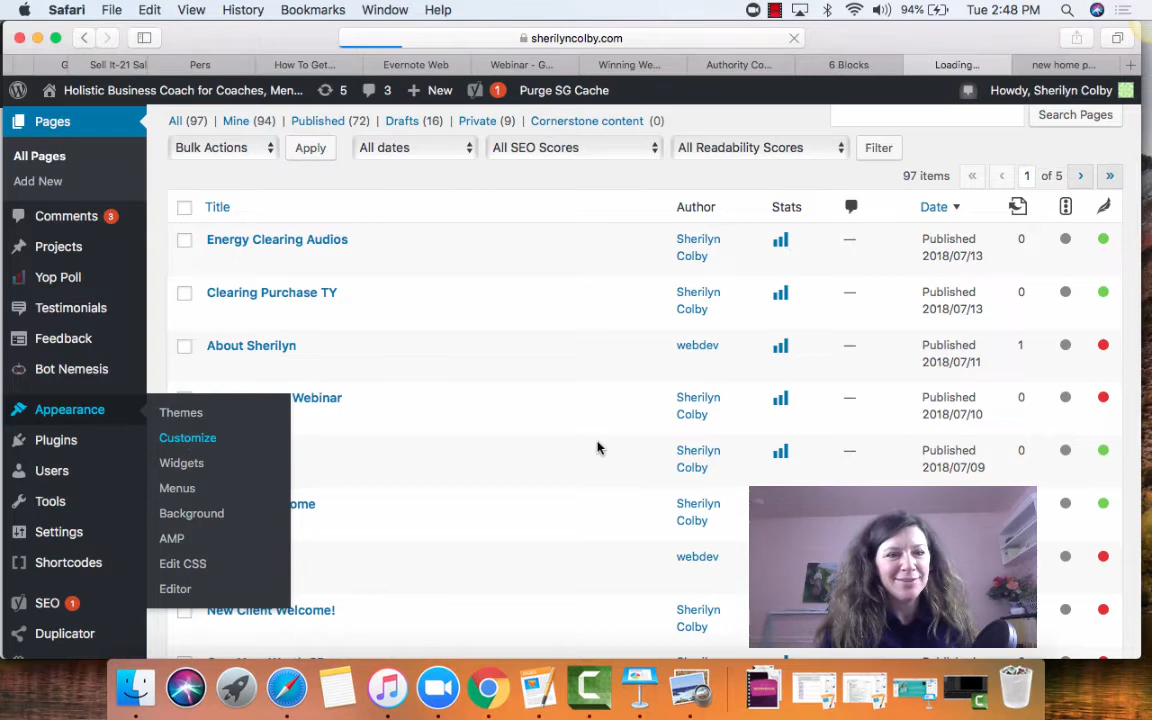 Safari File Edit View History Bookmarks Window Help 94% Tue 2:48 PM
sherilyncolby.com
G Sell It-21 Sal Pers How To Get... Evernote Web Webinar - G... Winning We... Authority Co... 6 Blocks Loading... new home p...
Holistic Business Coach for Coaches, Men... 5 3 + New 1 Purge SG Cache Howdy, Sherilyn Colby
Pages
All Pages
Add New
Comments 3
Projects
Yop Poll
Testimonials
Feedback
Bot Nemesis
Appearance
Plugins
Users
Tools
Settings
Shortcodes
SEO 1
Duplicator
Themes
Customize
Widgets
Menus
Background
AMP
Edit CSS
Editor
All (97) | Mine (94) | Published (72) | Drafts (16) | Private (9) | Cornerstone content (0)
Search Pages
Bulk Actions Apply All dates All SEO Scores All Readability Scores Filter
97 items « ‹ 1 of 5 › »
Title Author Stats Date
Energy Clearing Audios Sherilyn Colby — Published 2018/07/13 0
Clearing Purchase TY Sherilyn Colby — Published 2018/07/13 0
About Sherilyn webdev — Published 2018/07/11 1
Webinar Sherilyn Colby — Published 2018/07/10 0
Sherilyn Colby — Published 2018/07/09 0
ome Sherilyn Colby
webdev
New Client Welcome! Sherilyn Colby